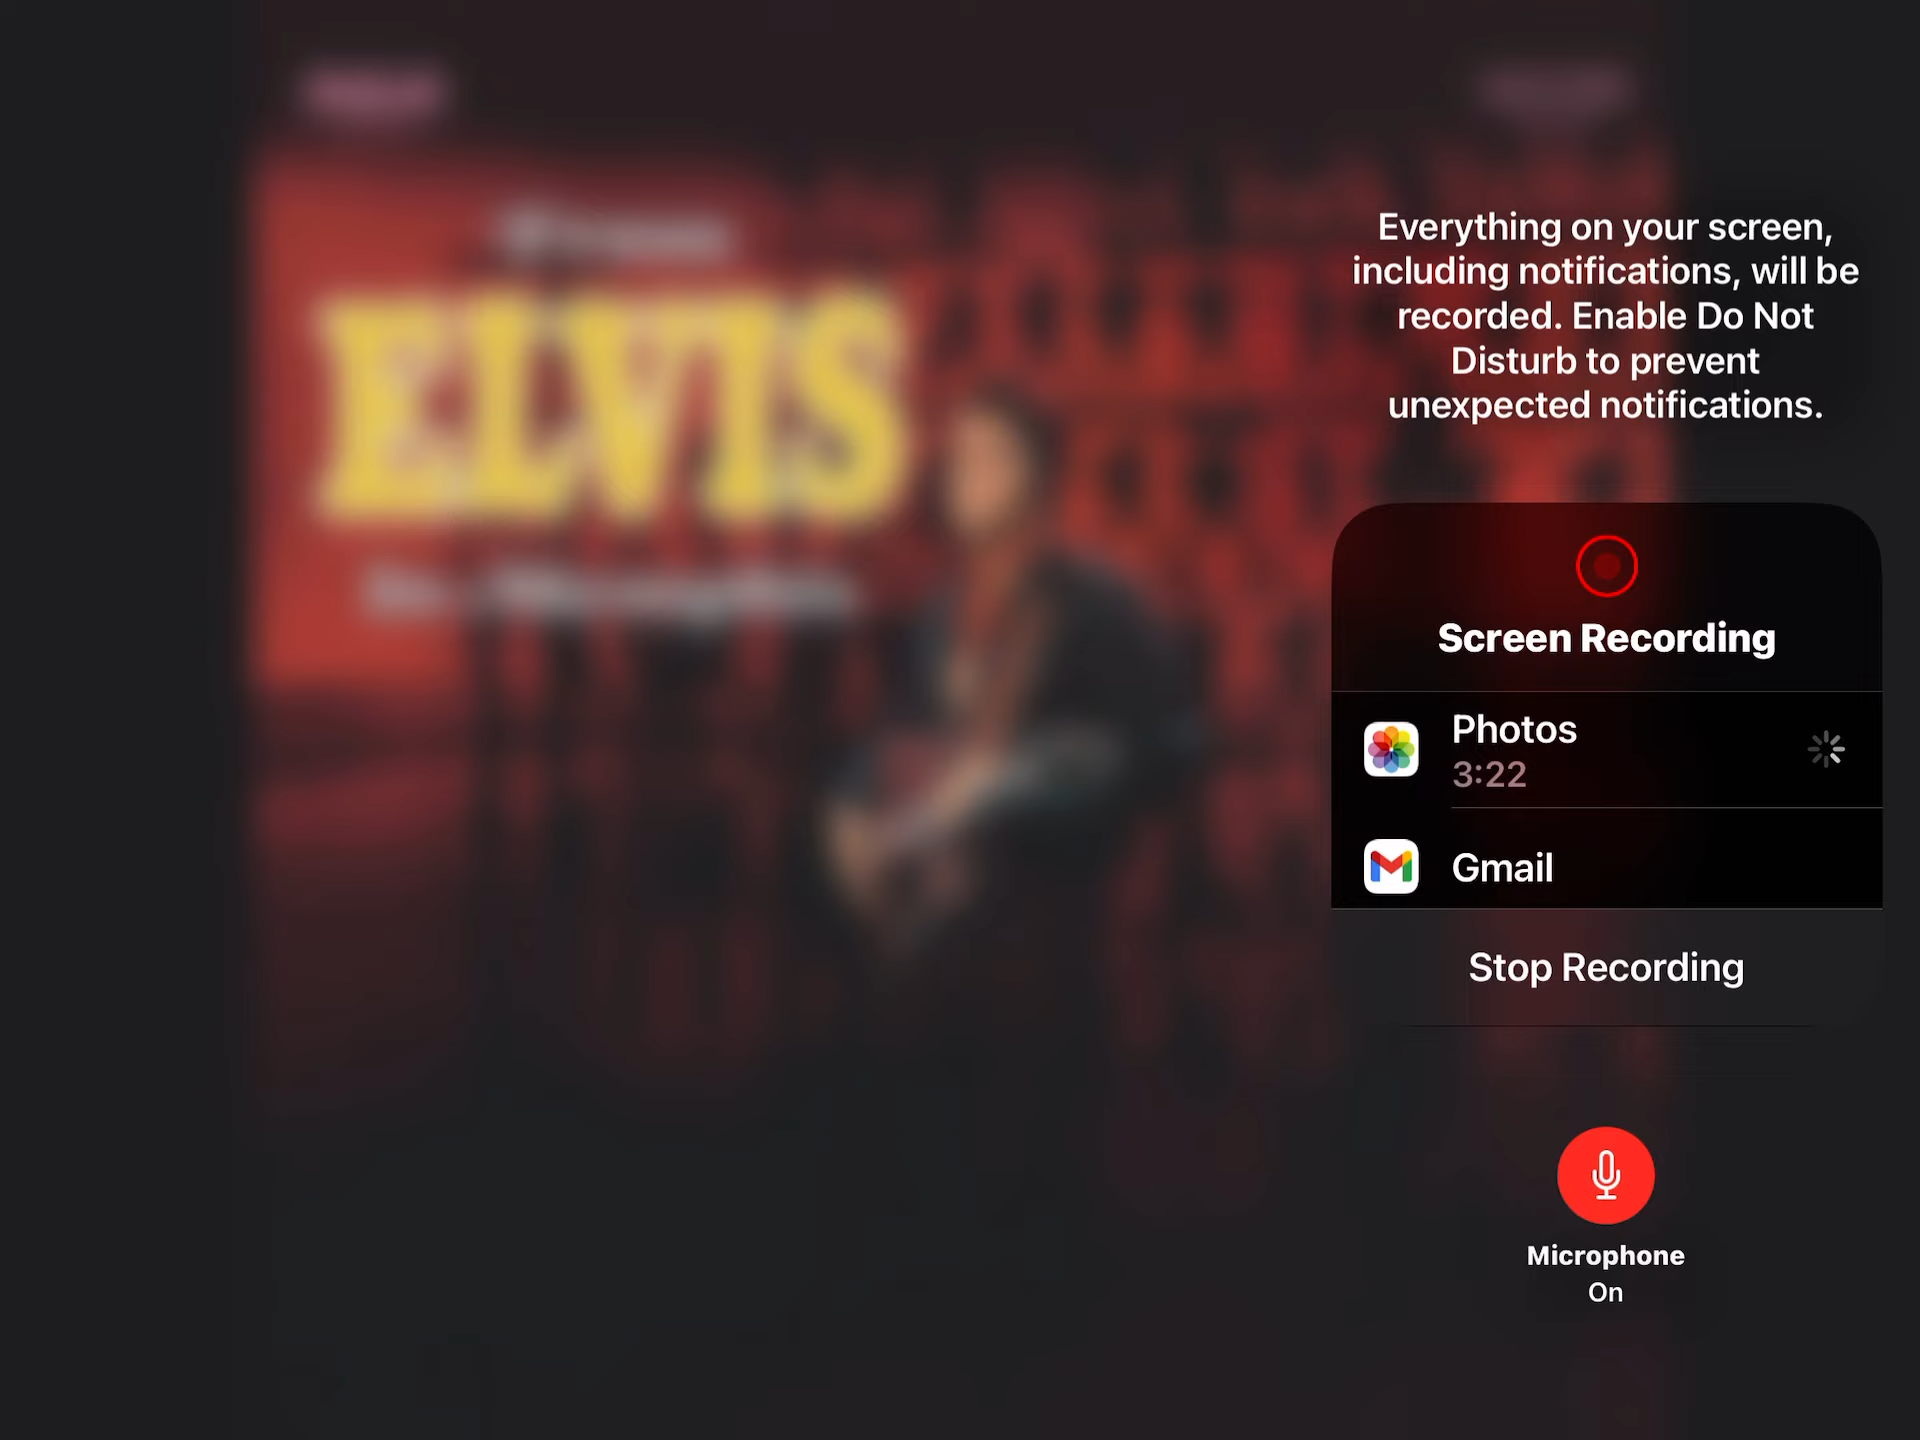 ELVIS
Everything on your screen,
including notifications, will be
recorded. Enable Do Not
Disturb to prevent
unexpected notifications.
Screen Recording
Photos
3:22
Gmail
Stop Recording
Microphone
On